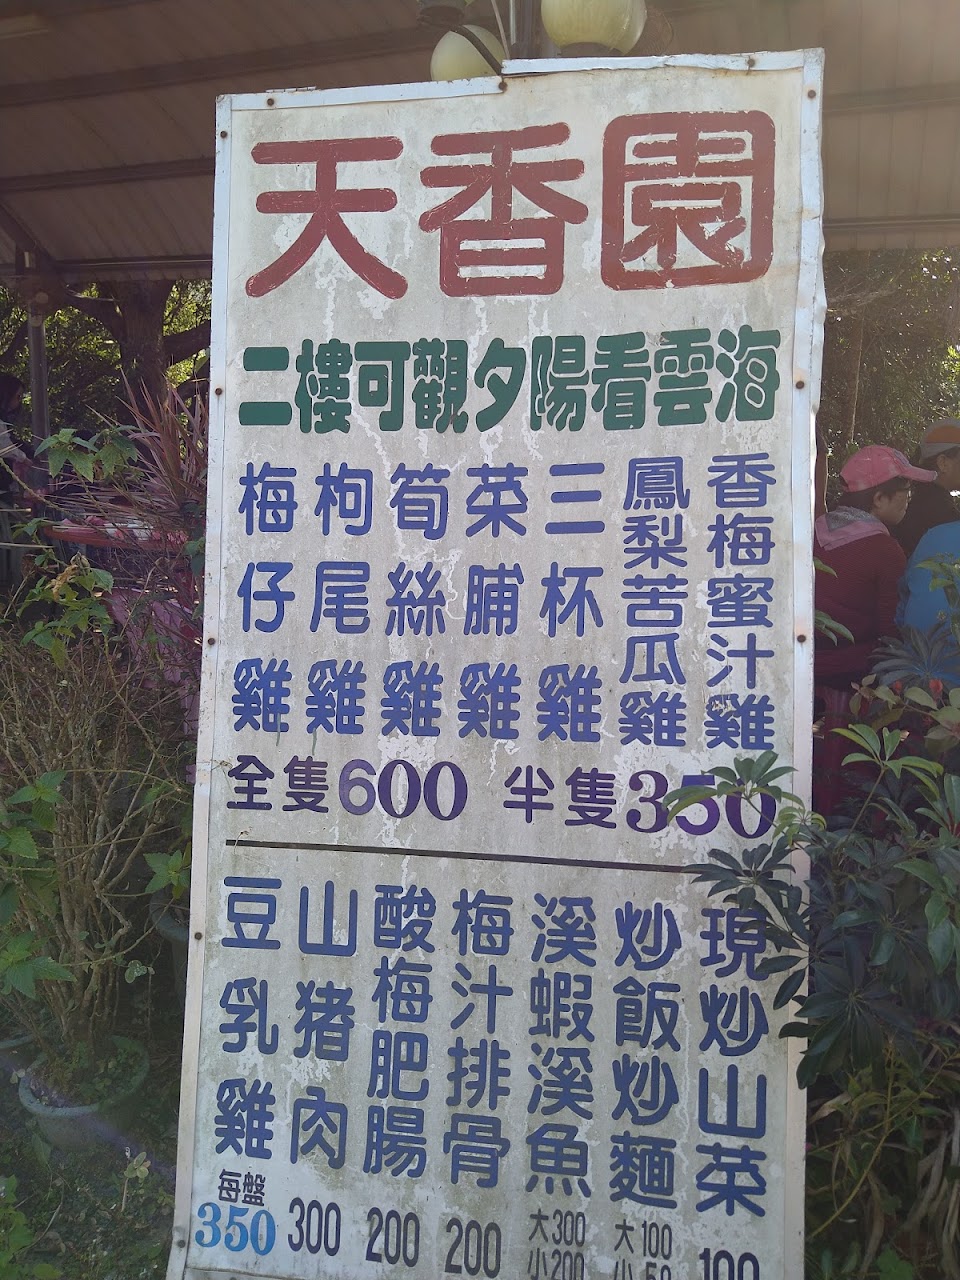 天香園
二樓可觀夕陽看雲海
梅仔雞
枸尾雞
筍絲雞
菜脯雞
三杯雞
鳳梨苦瓜雞
香梅蜜汁雞
全隻600 半隻350
豆乳雞
每盤
350
山猪肉
300
酸梅肥腸
200
梅汁排骨
200
溪蝦溪魚
大300
小200
炒飯炒麵
大100
小50
現炒山菜
100